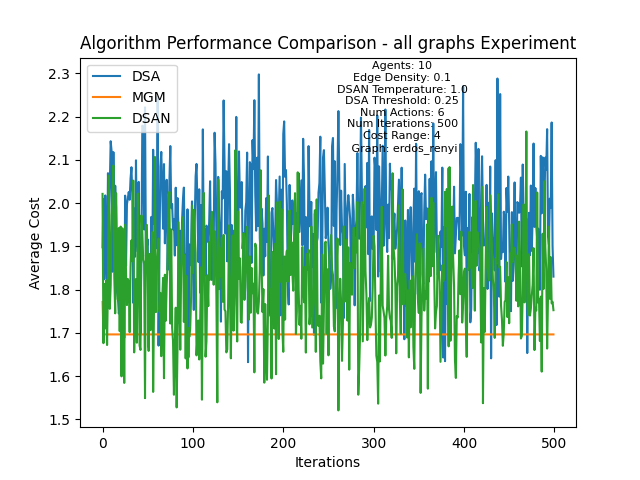 Algorithm Performance Comparison - all graphs Experiment
Agents: 10
Edge Density: 0.1
DSAN Temperature: 1.0
DSA Threshold: 0.25
Num Actions: 6
Num Iterations: 500
Cost Range: 4
Graph: erdos_renyi
DSA
MGM
DSAN
2.3
2.2
2.1
2.0
1.9
1.8
1.7
1.6
1.5
Average Cost
0 100 200 300 400 500
Iterations